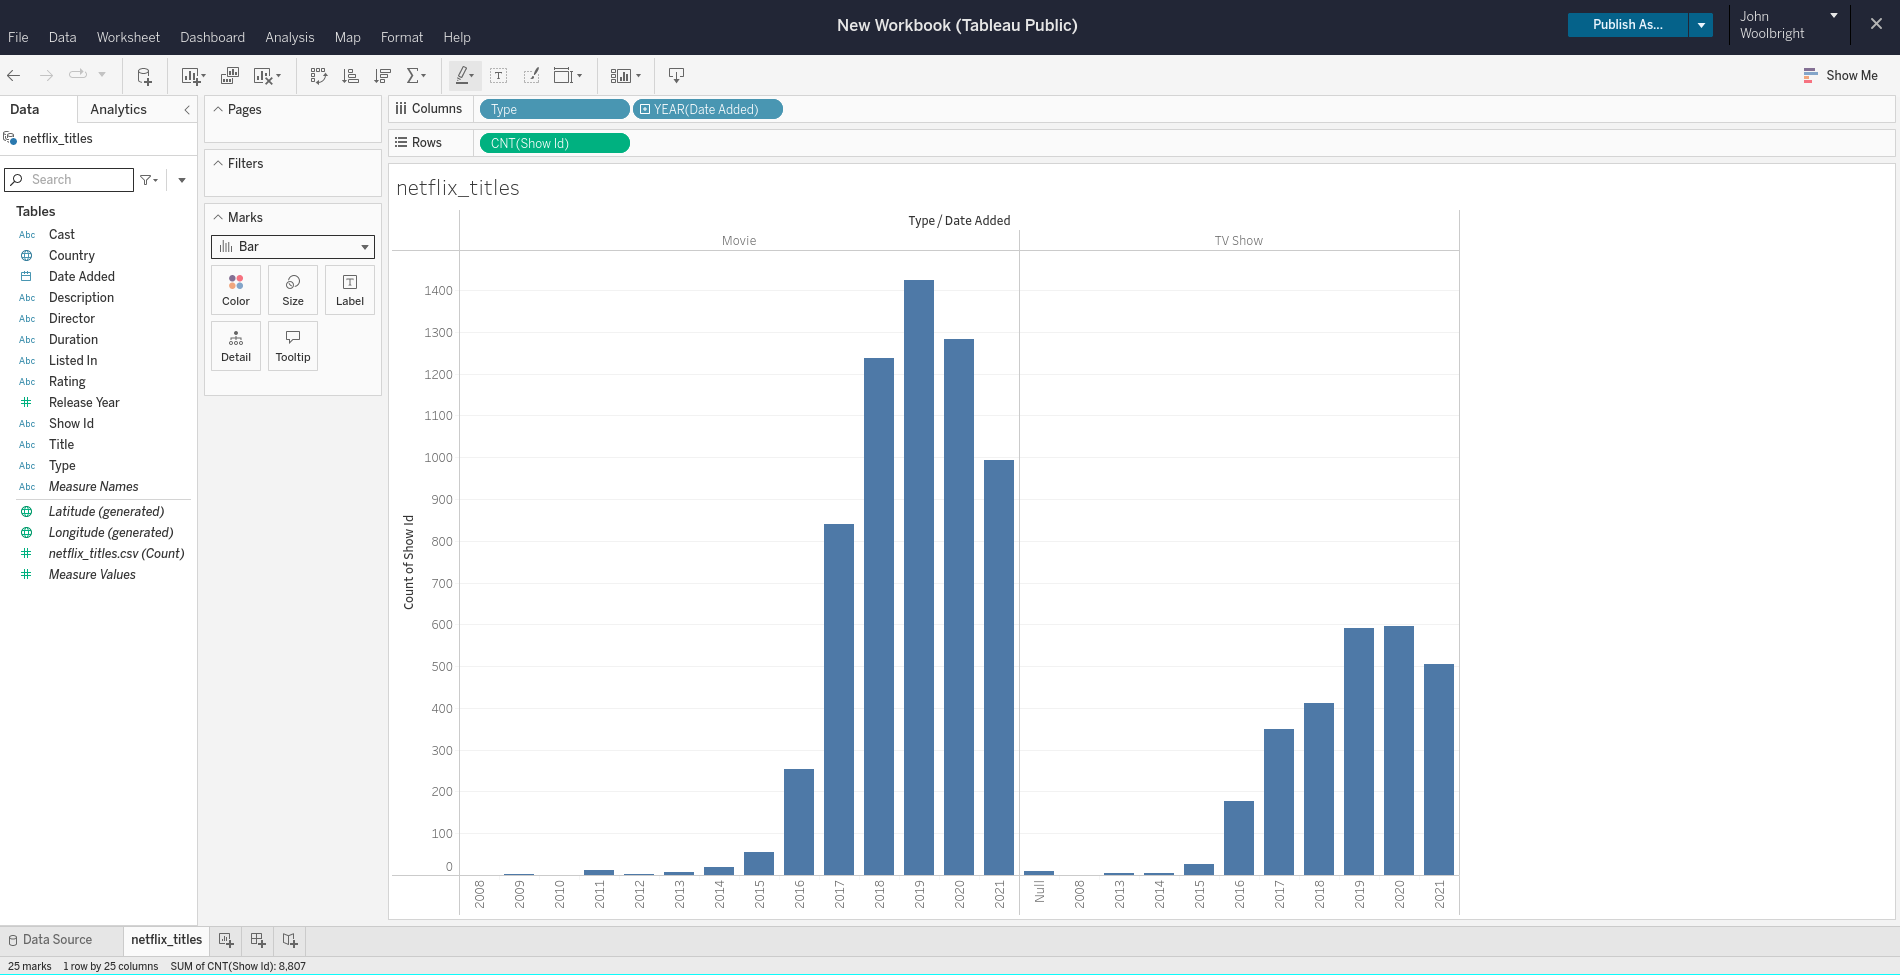 New Workbook (Tableau Public)
Publish As...
John
Woolbright
File Data Worksheet Dashboard Analysis Map Format Help
Show Me
Data Analytics
netflix_titles
Search
Tables
Abc Cast
Country
Date Added
Abc Description
Abc Director
Abc Duration
Abc Listed In
Abc Rating
Release Year
Abc Show Id
Abc Title
Abc Type
Abc Measure Names
Latitude (generated)
Longitude (generated)
netflix_titles.csv (Count)
Measure Values
Pages
Filters
Marks
Bar
Color Size Label
Detail Tooltip
Columns Type YEAR(Date Added)
Rows CNT(Show Id)
netflix_titles
Type / Date Added
Movie TV Show
Count of Show Id
1400
1300
1200
1100
1000
900
800
700
600
500
400
300
200
100
0
2008 2009 2010 2011 2012 2013 2014 2015 2016 2017 2018 2019 2020 2021 Null 2008 2013 2014 2015 2016 2017 2018 2019 2020 2021
Data Source netflix_titles
25 marks 1 row by 25 columns SUM of CNT(Show Id): 8,807